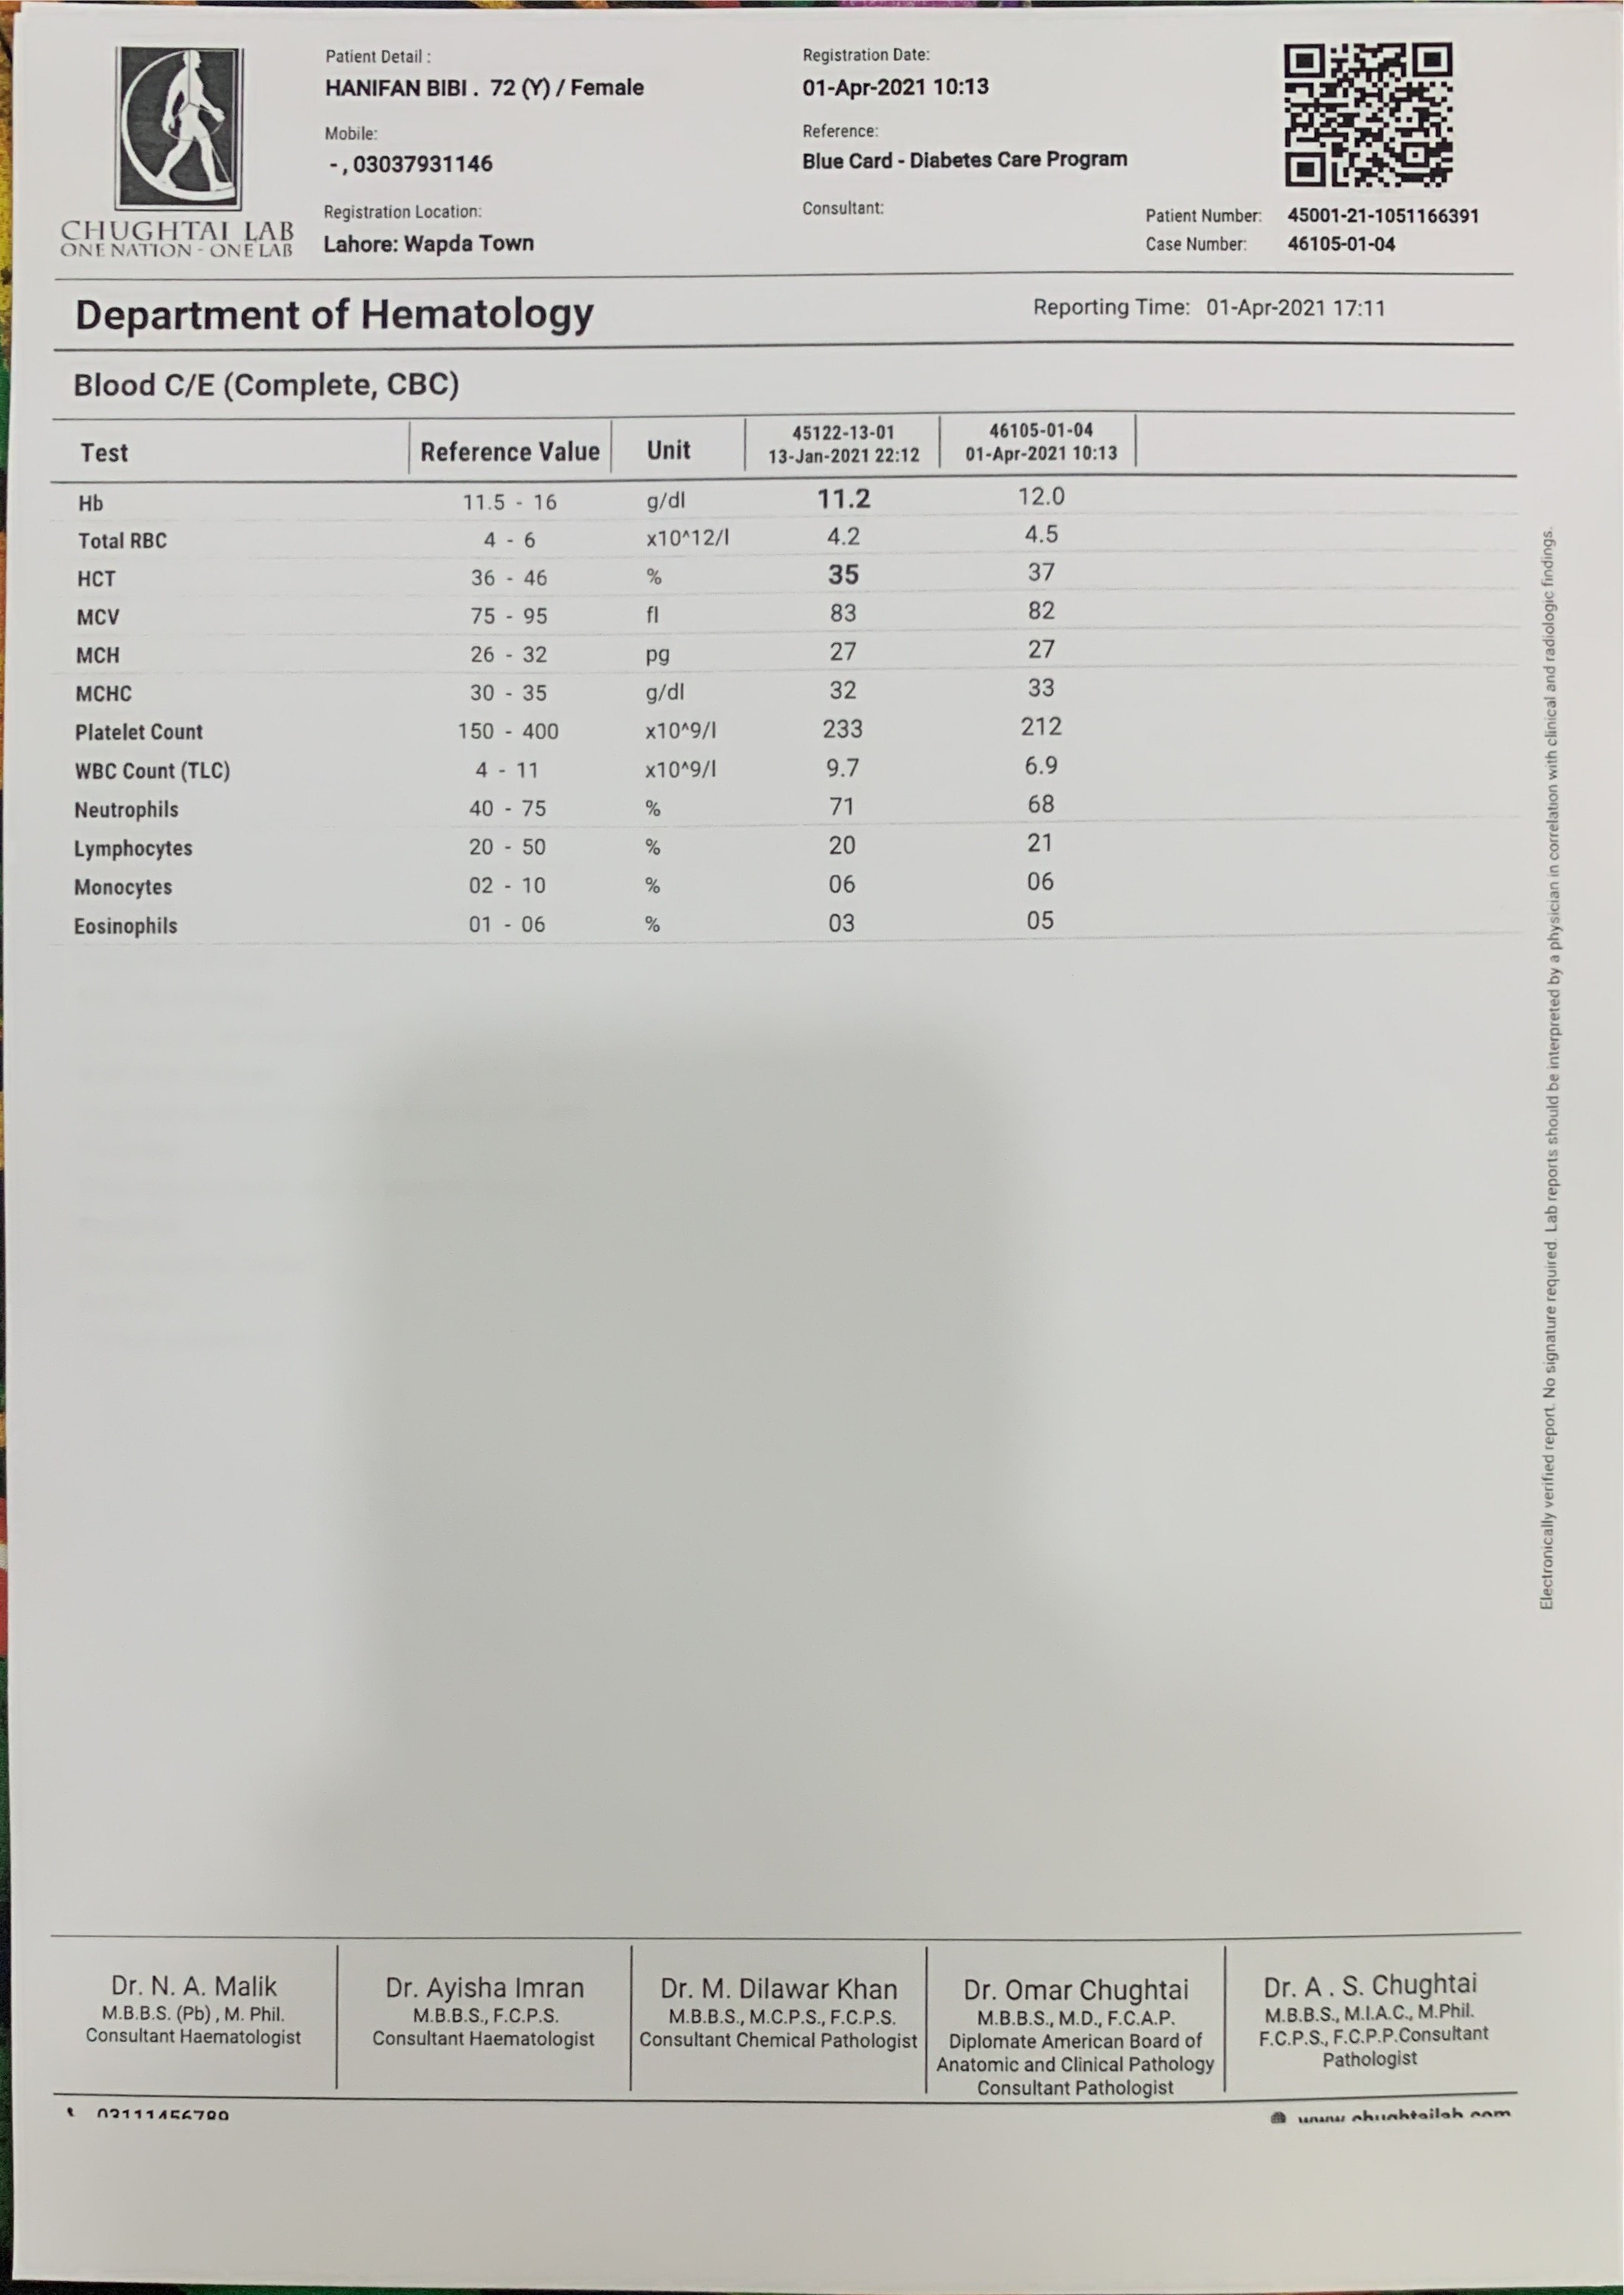 CHUGHTAI LAB
ONE NATION - ONE LAB
Patient Detail :
HANIFAN BIBI . 72 (Y) / Female
Mobile:
- , 03037931146
Registration Location:
Lahore: Wapda Town
Registration Date:
01-Apr-2021 10:13
Reference:
Blue Card - Diabetes Care Program
Consultant:
Patient Number: 45001-21-1051166391
Case Number: 46105-01-04
Department of Hematology
Reporting Time: 01-Apr-2021 17:11
Blood C/E (Complete, CBC)
Test Reference Value Unit 45122-13-01 13-Jan-2021 22:12 46105-01-04 01-Apr-2021 10:13
Hb 11.5 - 16 g/dl 11.2 12.0
Total RBC 4 - 6 x10^12/l 4.2 4.5
HCT 36 - 46 % 35 37
MCV 75 - 95 fl 83 82
MCH 26 - 32 pg 27 27
MCHC 30 - 35 g/dl 32 33
Platelet Count 150 - 400 x10^9/l 233 212
WBC Count (TLC) 4 - 11 x10^9/l 9.7 6.9
Neutrophils 40 - 75 % 71 68
Lymphocytes 20 - 50 % 20 21
Monocytes 02 - 10 % 06 06
Eosinophils 01 - 06 % 03 05
Electronically verified report. No signature required. Lab reports should be interpreted by a physician in correlation with clinical and radiologic findings.
Dr. N. A. Malik
M.B.B.S. (Pb) , M. Phil.
Consultant Haematologist
Dr. Ayisha Imran
M.B.B.S., F.C.P.S.
Consultant Haematologist
Dr. M. Dilawar Khan
M.B.B.S., M.C.P.S., F.C.P.S.
Consultant Chemical Pathologist
Dr. Omar Chughtai
M.B.B.S., M.D., F.C.A.P.
Diplomate American Board of
Anatomic and Clinical Pathology
Consultant Pathologist
Dr. A . S. Chughtai
M.B.B.S., M.I.A.C., M.Phil.
F.C.P.S., F.C.P.P.Consultant
Pathologist
03111456789
www.chughtailab.com